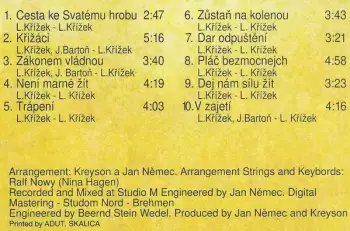 1. Cesta ke Svatému hrobu 2:47
L.Křížek - L.Křížek
2. Křižáci 5:16
L.Křížek, J.Bartoň - L.Křížek
3. Zákonem vládnou 3:40
L.Křížek, J. Bartoň - L.Křížek
4. Není marné žít 4:19
L.Křížek - L. Křížek
5. Trápení 4:03
L.Křížek - L. Křížek
6. Zůstaň na kolenou 3:43
L.Křížek - L. Křížek
7. Dar odpuštění 3:21
L.Křížek - L. Křížek
8. Pláč bezmocnejch 4:58
L.Křížek - L. Křížek
9. Dej nám sílu žít 3:23
L.Křížek - L. Křížek
10.V zajetí 4:16
L.Křížek, J.Bartoň - L. Křížek
Arrangement: Kreyson a Jan Němec. Arrangement Strings and Keybords:
Ralf Nowy (Nina Hagen)
Recorded and Mixed at Studio M Engineered by Jan Němec. Digital
Mastering - Studom Nord - Brehmen
Engineered by Beernd Stein Wedel. Produced by Jan Němec and Kreyson
Printed by ADUT, SKALICA